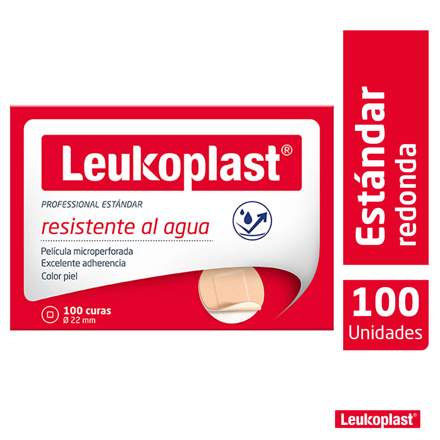 Leukoplast®
PROFESSIONAL ESTÁNDAR
resistente al agua
Película microperforada
Excelente adherencia
Color piel
100 curas
Ø 22 mm
Estándar
redonda
100
Unidades
Leukoplast®